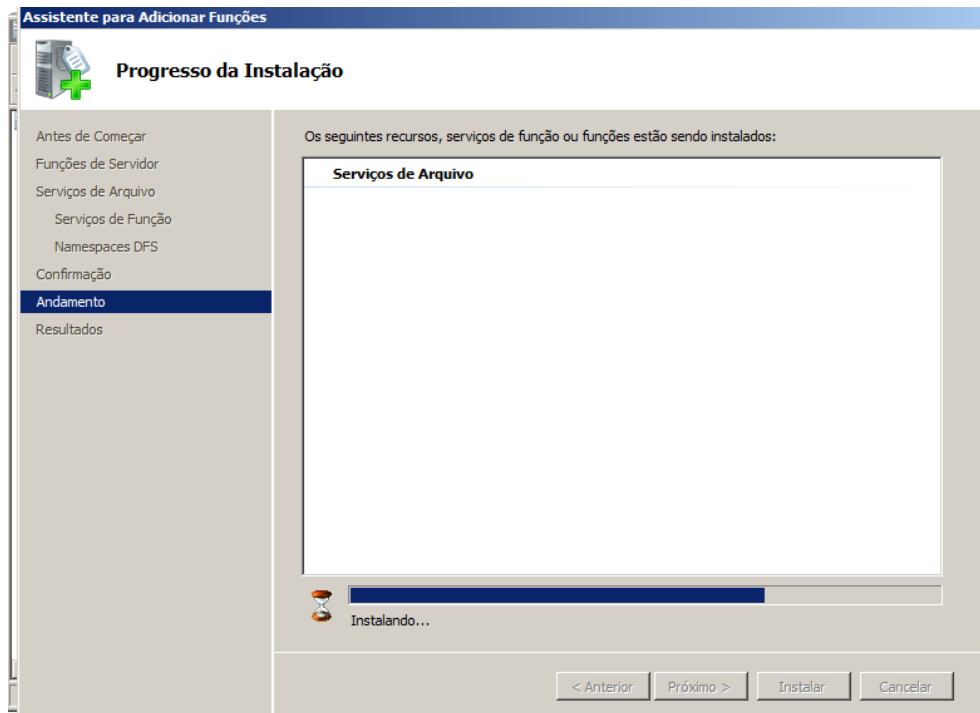 Assistente para Adicionar Funções
Progresso da Instalação
Antes de Começar
Funções de Servidor
Serviços de Arquivo
Serviços de Função
Namespaces DFS
Confirmação
Andamento
Resultados
Os seguintes recursos, serviços de função ou funções estão sendo instalados:
Serviços de Arquivo
Instalando...
< Anterior
Próximo >
Instalar
Cancelar